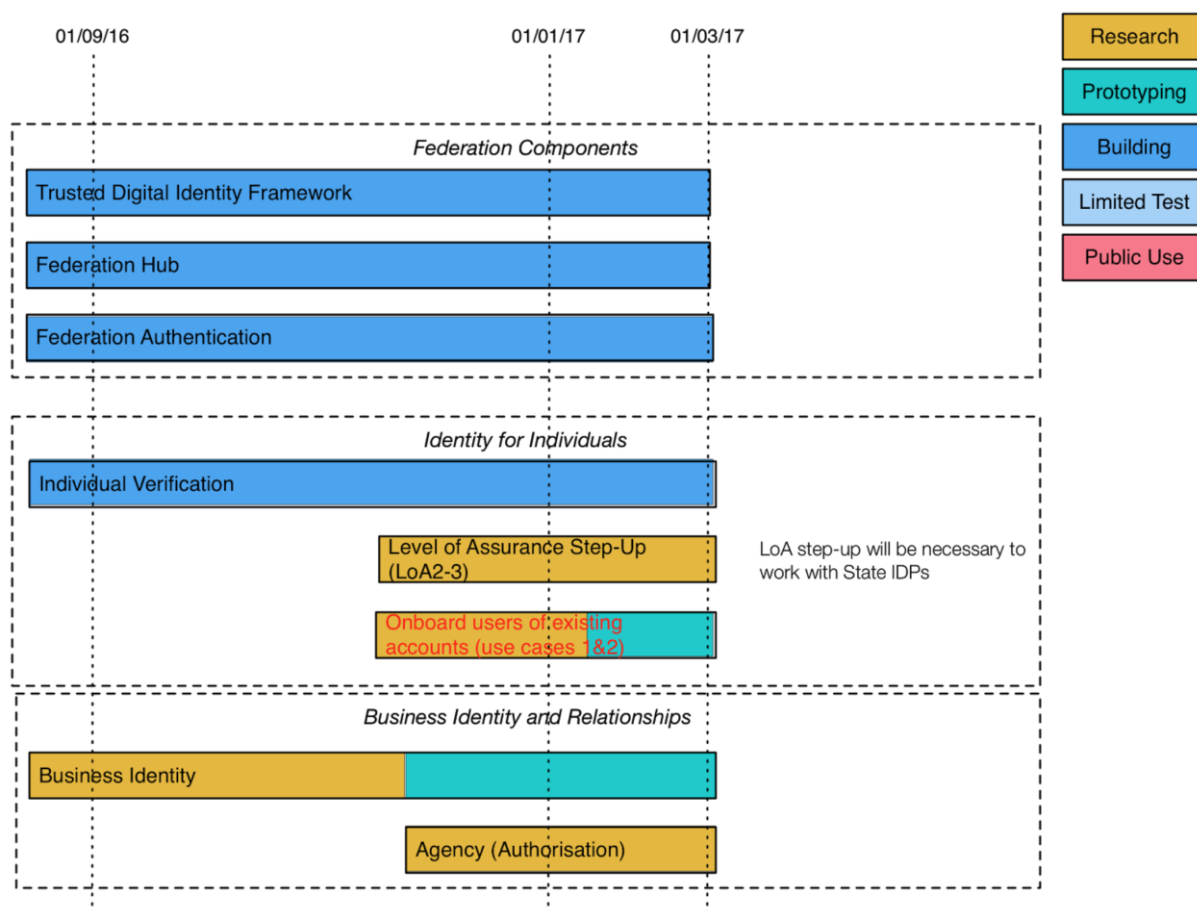 01/09/16
01/01/17
01/03/17
Research
Prototyping
Building
Limited Test
Public Use
Federation Components
Trusted Digital Identity Framework
Federation Hub
Federation Authentication
Identity for Individuals
Individual Verification
Level of Assurance Step-Up
(LoA2-3)
LoA step-up will be necessary to
work with State IDPs
Onboard users of existing
accounts (use cases 1&2)
Business Identity and Relationships
Business Identity
Agency (Authorisation)